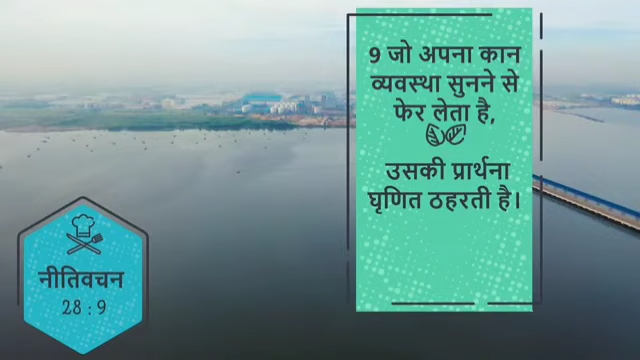 9 जो अपना कान
व्यवस्था सुनने से
फेर लेता है,
उसकी प्रार्थना
घृणित ठहरती है।
नीतिवचन
28 : 9